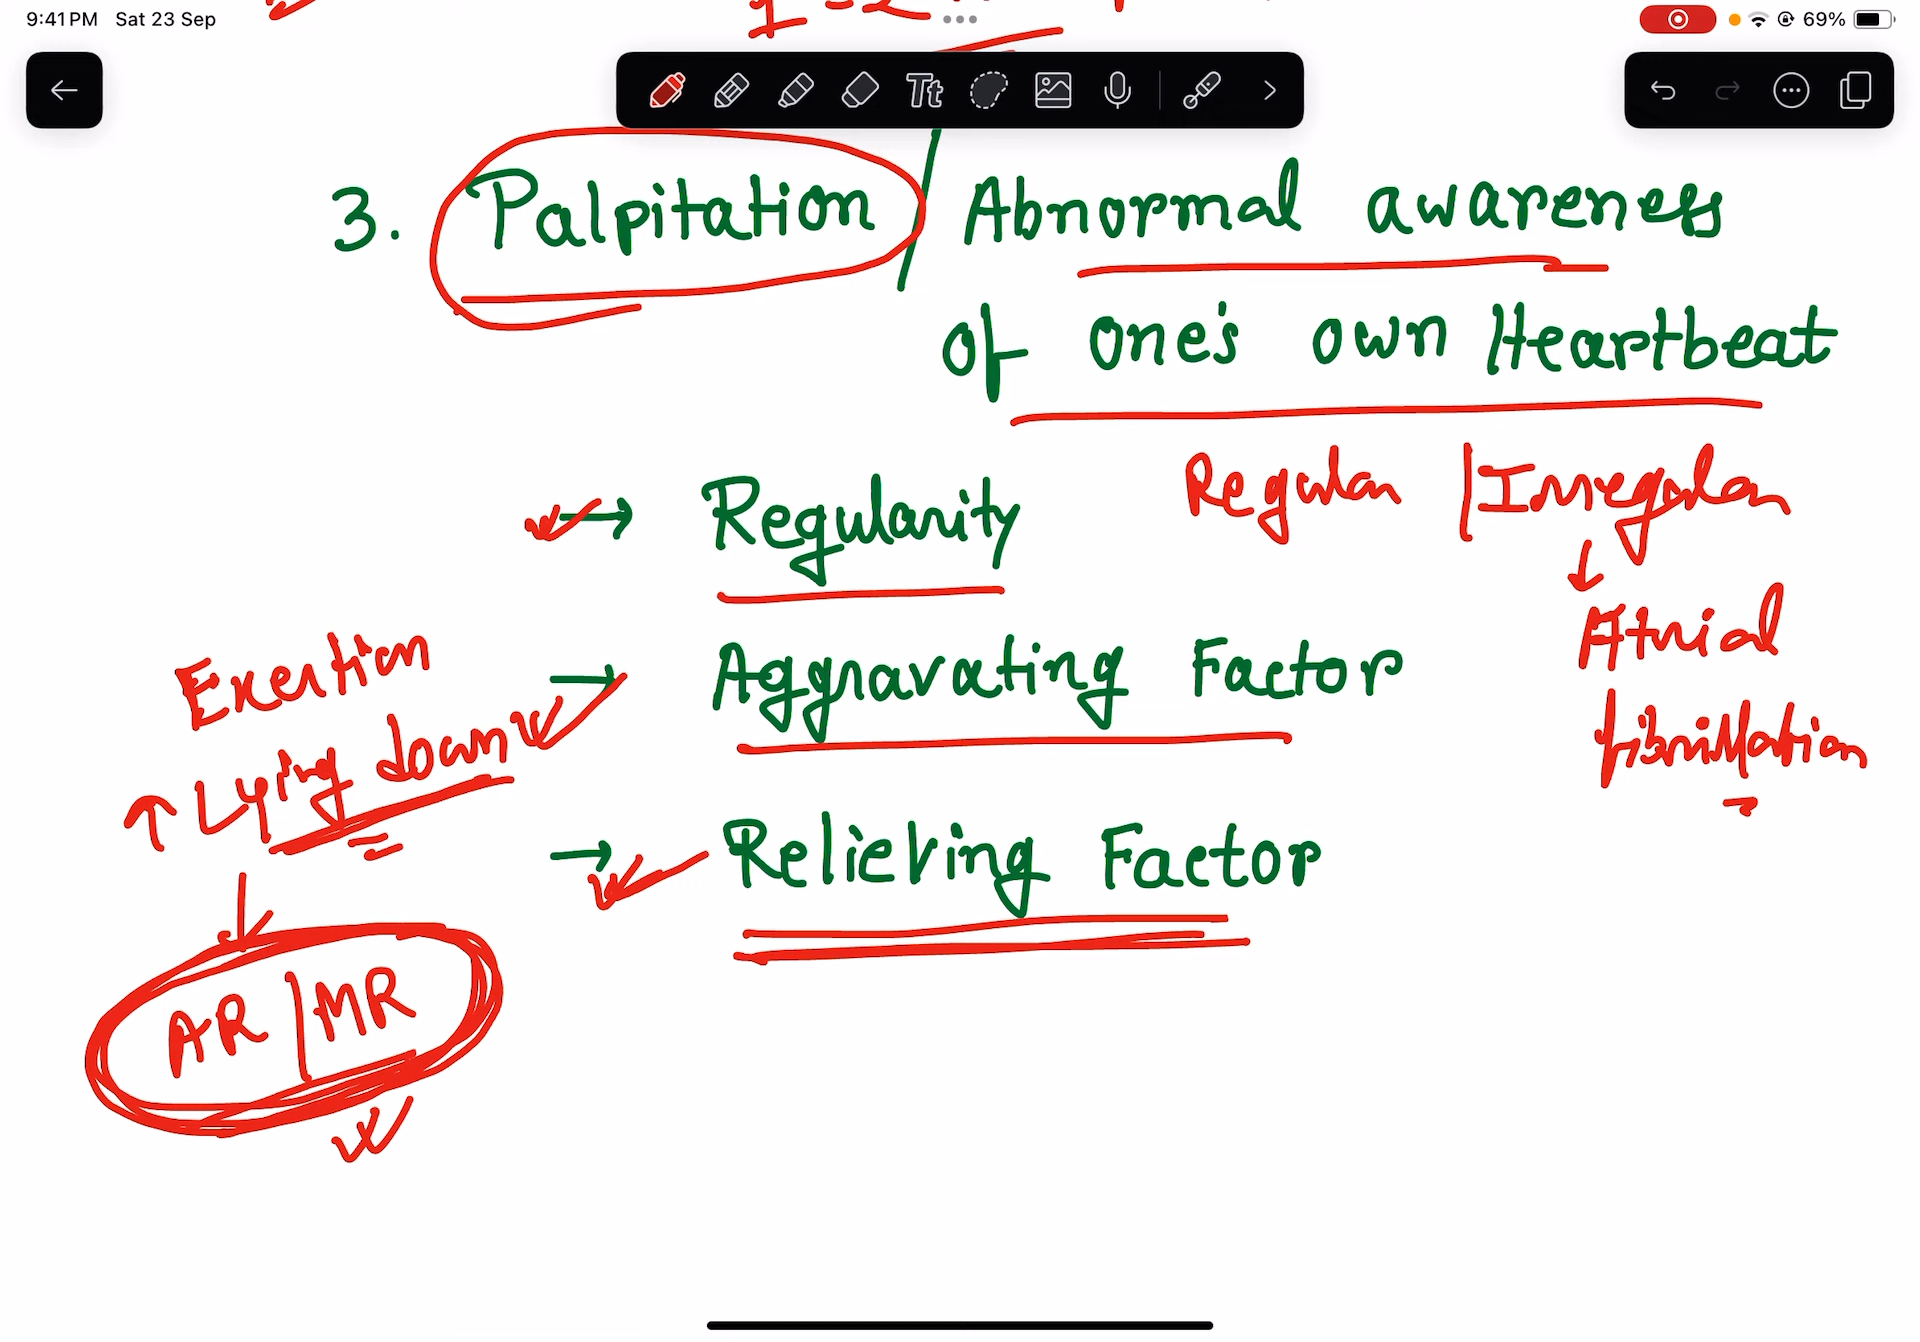 9:41 PM Sat 23 Sep
69%
Tt
3. Palpitation / Abnormal awareness
of one's own Heartbeat
→ Regularity Regular | Irregular
↓
Atrial
fibrillation
→ Aggravating Factor
Exertion
↑ Lying down
↓
AR | MR
→ Relieving Factor